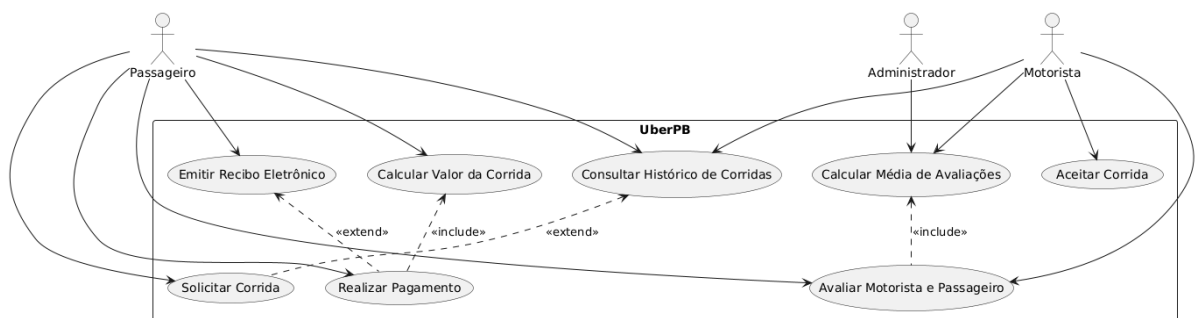 Passageiro
Administrador
Motorista
UberPB
Emitir Recibo Eletrônico
Calcular Valor da Corrida
Consultar Histórico de Corridas
Calcular Média de Avaliações
Aceitar Corrida
«extend»
«include»
«extend»
«include»
Solicitar Corrida
Realizar Pagamento
Avaliar Motorista e Passageiro